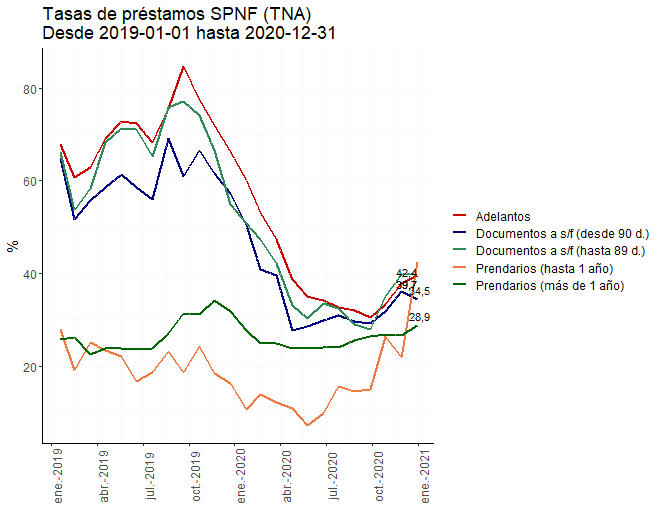 Tasas de préstamos SPNF (TNA)
Desde 2019-01-01 hasta 2020-12-31
%
80
60
40
20
42,4
39,7
34,5
28,9
ene.-2019
abr.-2019
jul.-2019
oct.-2019
ene.-2020
abr.-2020
jul.-2020
oct.-2020
ene.-2021
Adelantos
Documentos a s/f (desde 90 d.)
Documentos a s/f (hasta 89 d.)
Prendarios (hasta 1 año)
Prendarios (más de 1 año)